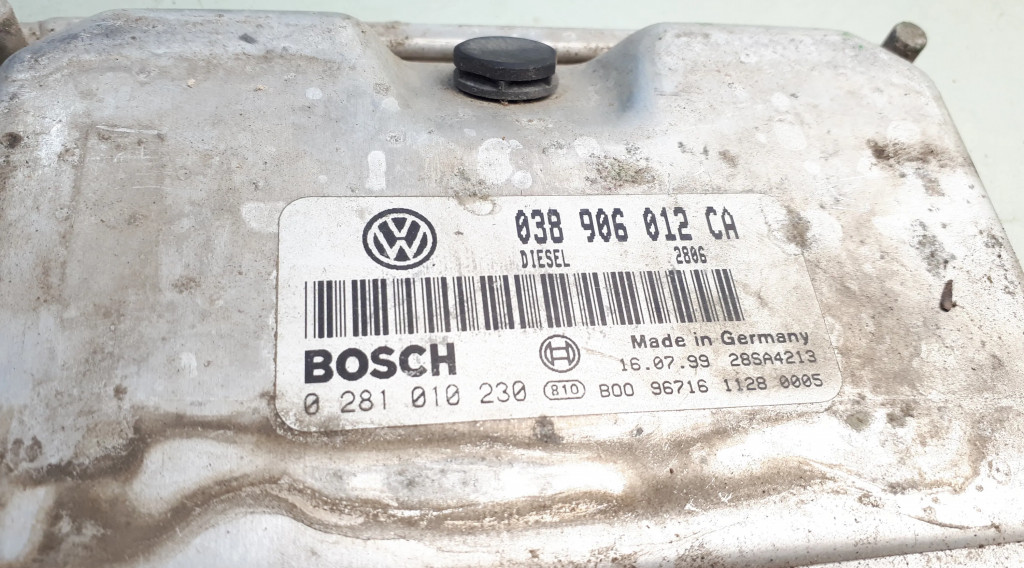 038 906 012 CA
DIESEL 2806
BOSCH
Made in Germany
16.07.99 28SA4213
0 281 010 230 810 B00 96716 1128 0005